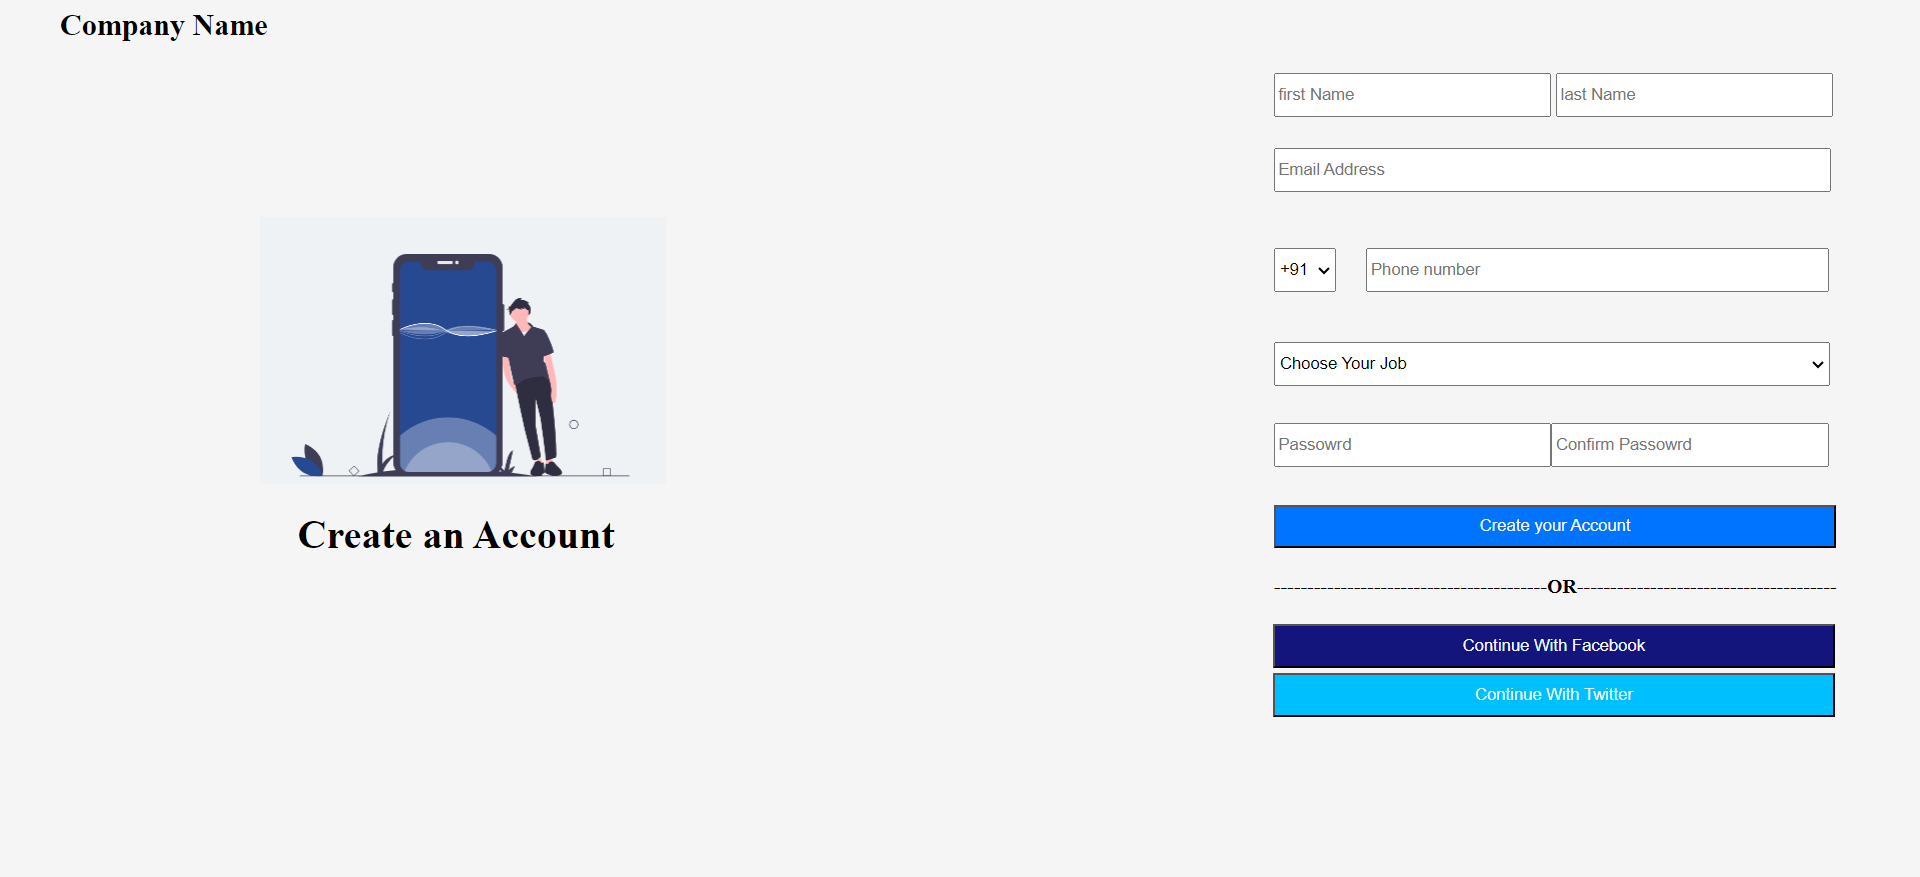 Company Name
first Name last Name
Email Address
+91 Phone number
Choose Your Job
Passowrd Confirm Passowrd
Create an Account
Create your Account
-----------------------------------------OR---------------------------------------
Continue With Facebook
Continue With Twitter